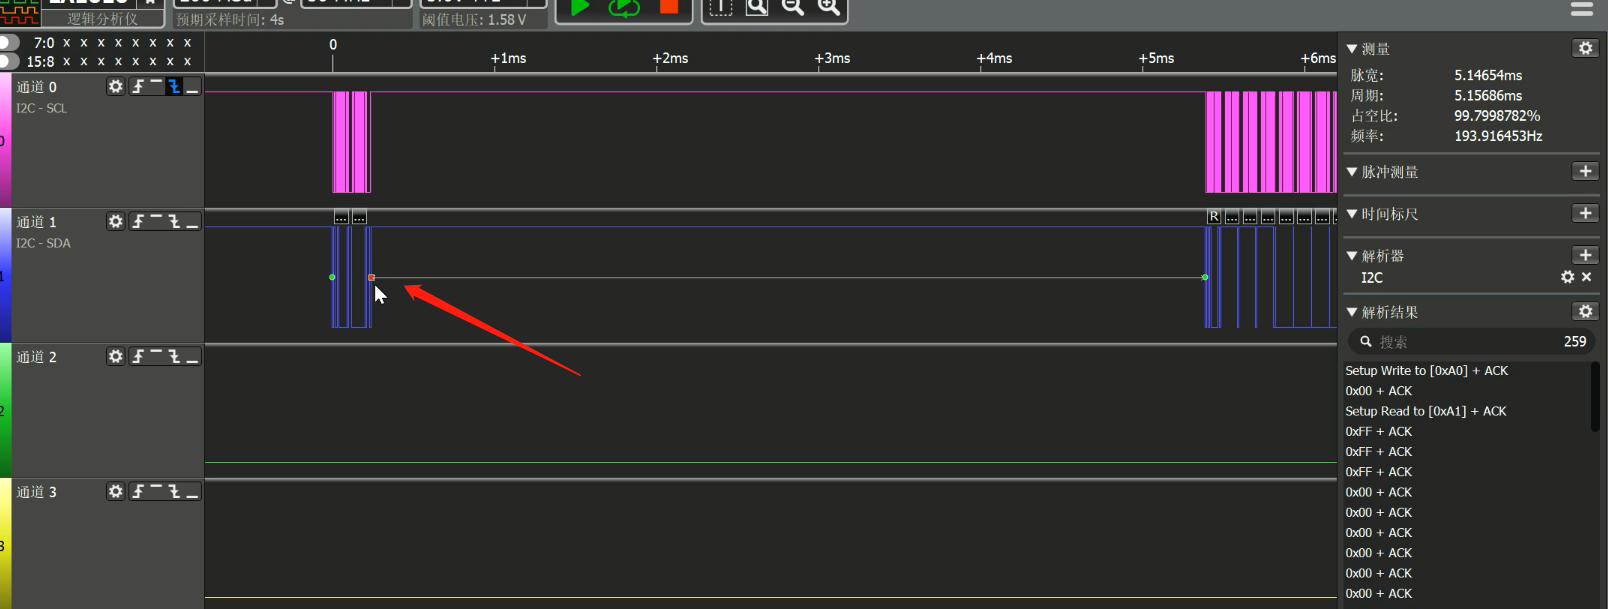 逻辑分析仪
预期采样时间: 4s
阈值电压: 1.58 V
7:0 x x x x x x x x
15:8 x x x x x x x x
0
+1ms
+2ms
+3ms
+4ms
+5ms
+6ms
通道 0
I2C - SCL
0
通道 1
I2C - SDA
... ...
R ... ... ... ... ... ...
1
通道 2
2
通道 3
3
测量
脉宽: 5.14654ms
周期: 5.15686ms
占空比: 99.7998782%
频率: 193.916453Hz
脉冲测量
时间标尺
解析器
I2C
解析结果
搜索 259
Setup Write to [0xA0] + ACK
0x00 + ACK
Setup Read to [0xA1] + ACK
0xFF + ACK
0xFF + ACK
0xFF + ACK
0x00 + ACK
0x00 + ACK
0x00 + ACK
0x00 + ACK
0x00 + ACK
0x00 + ACK